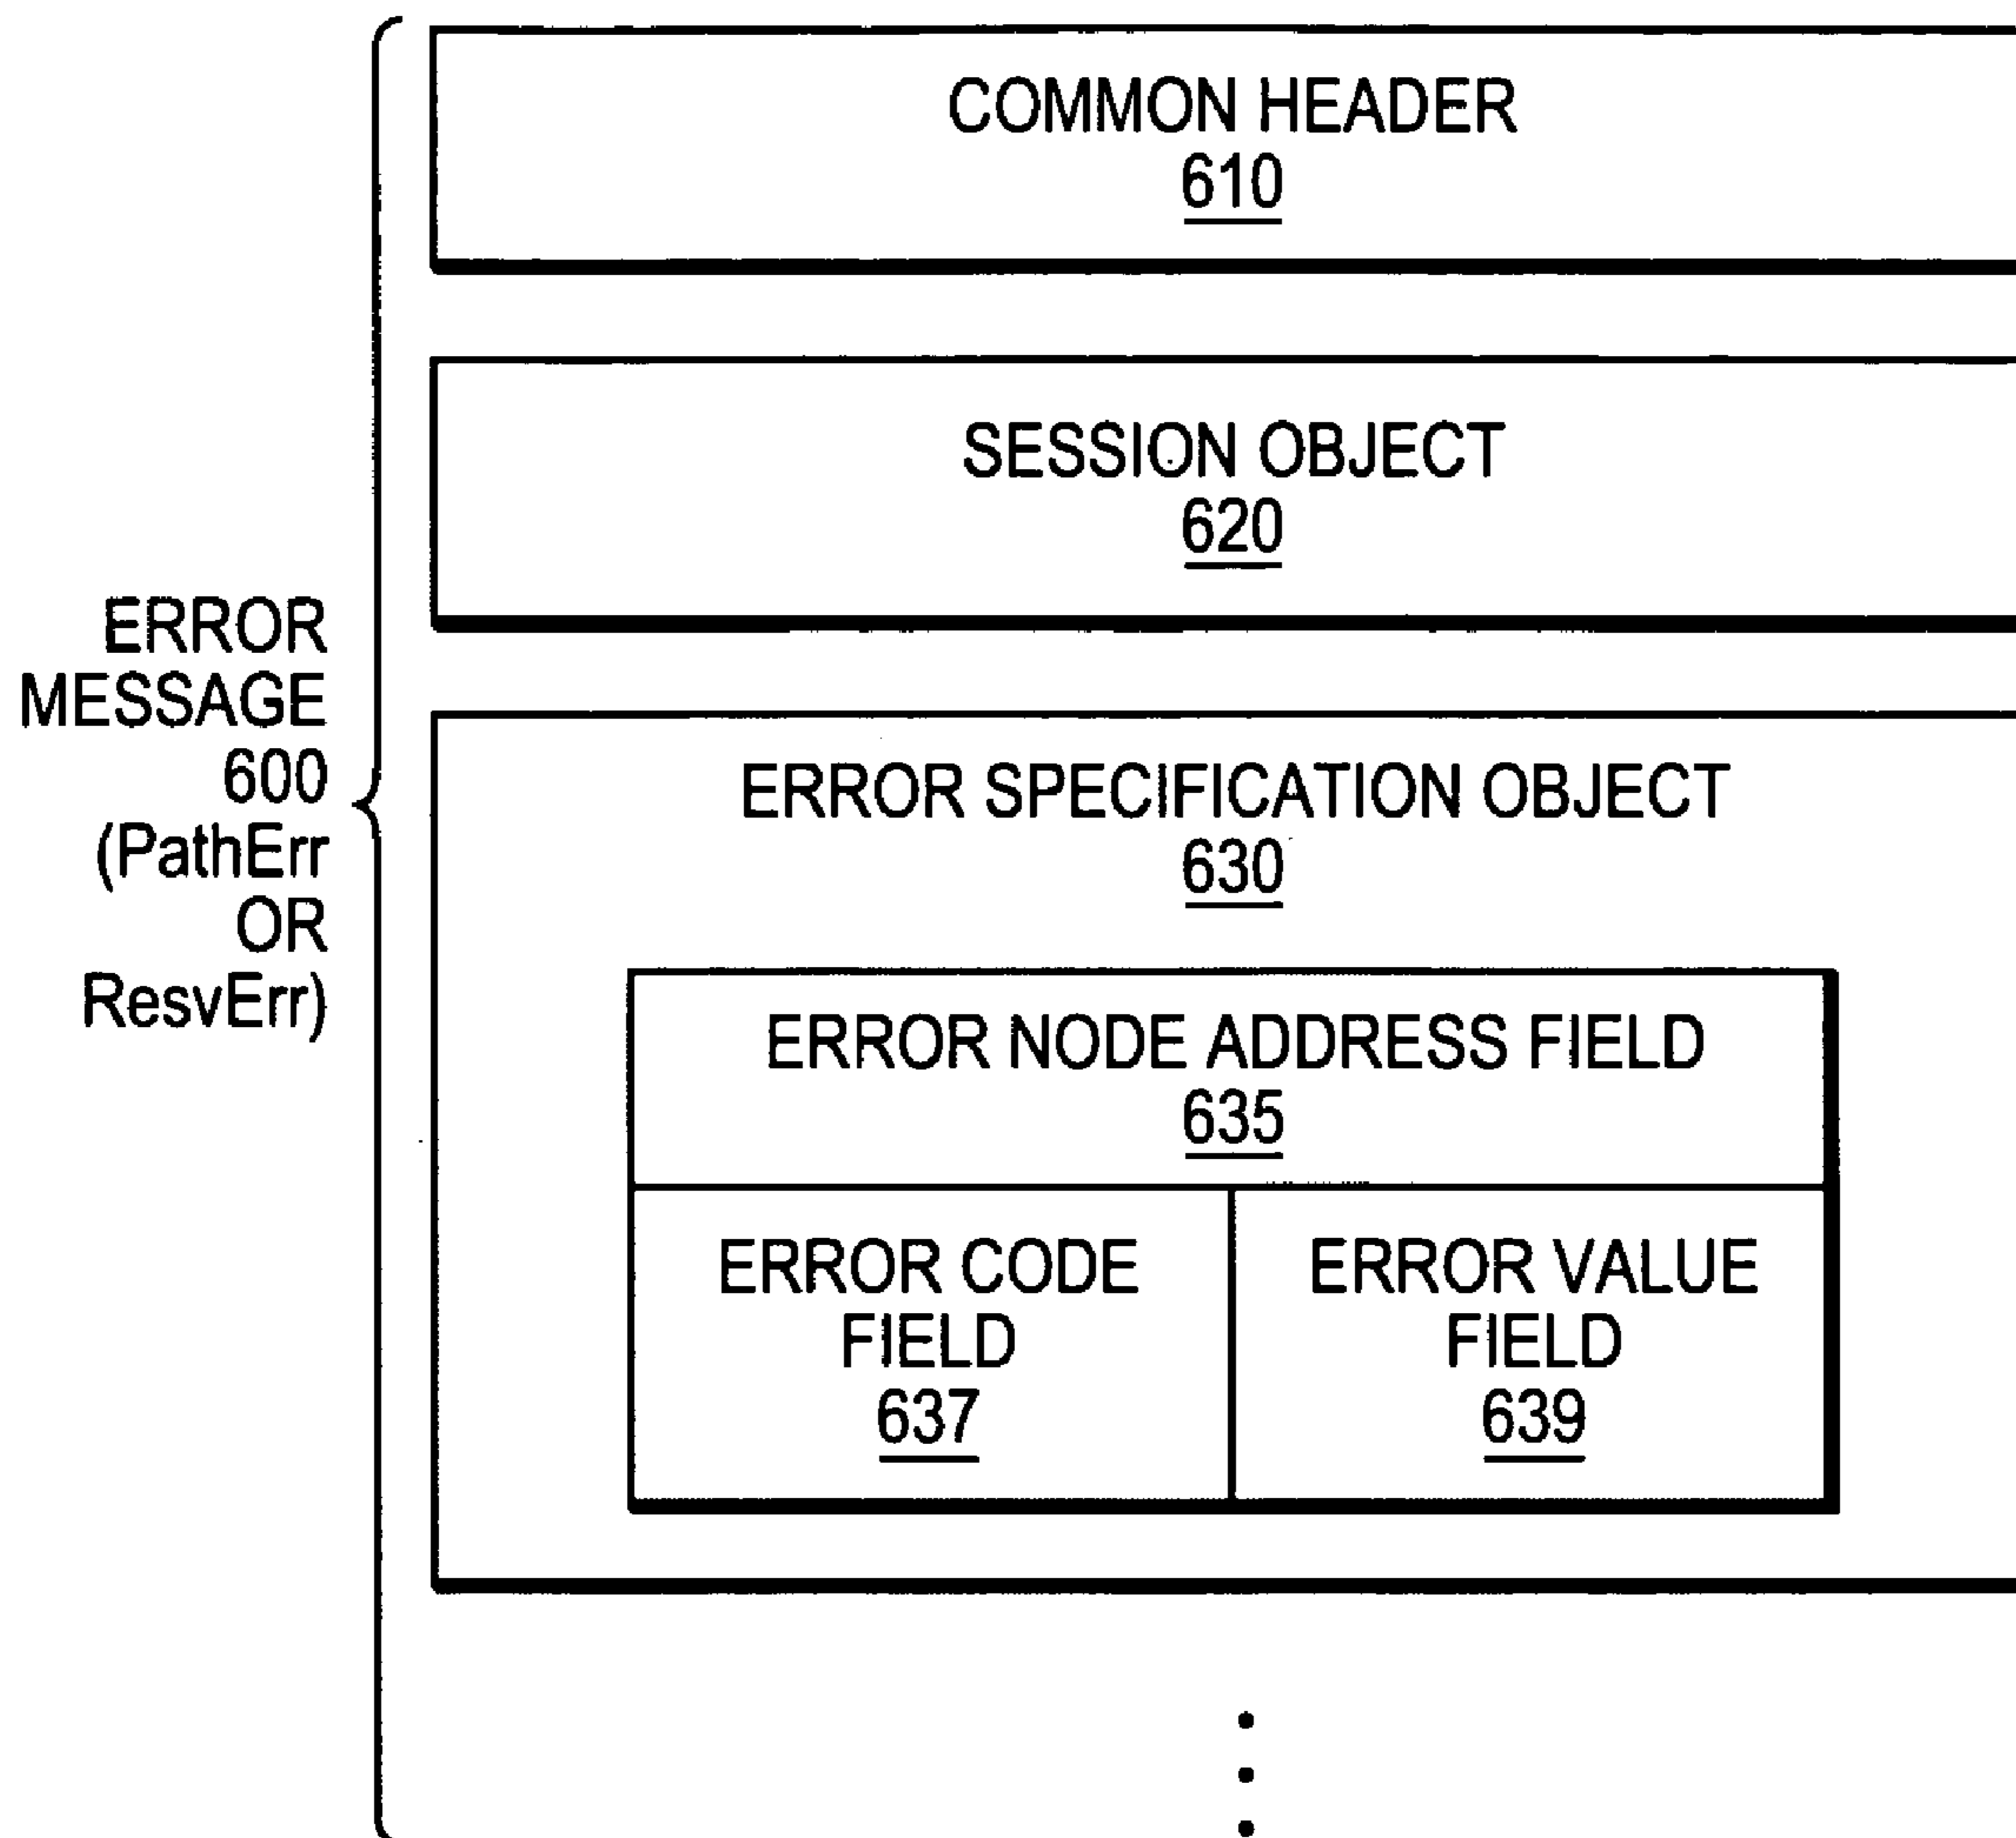 COMMON HEADER
610
SESSION OBJECT
620
ERROR
MESSAGE
600
(PathErr
OR
ResvErr)
ERROR SPECIFICATION OBJECT
630
ERROR NODE ADDRESS FIELD
635
ERROR CODE
FIELD
637
ERROR VALUE
FIELD
639